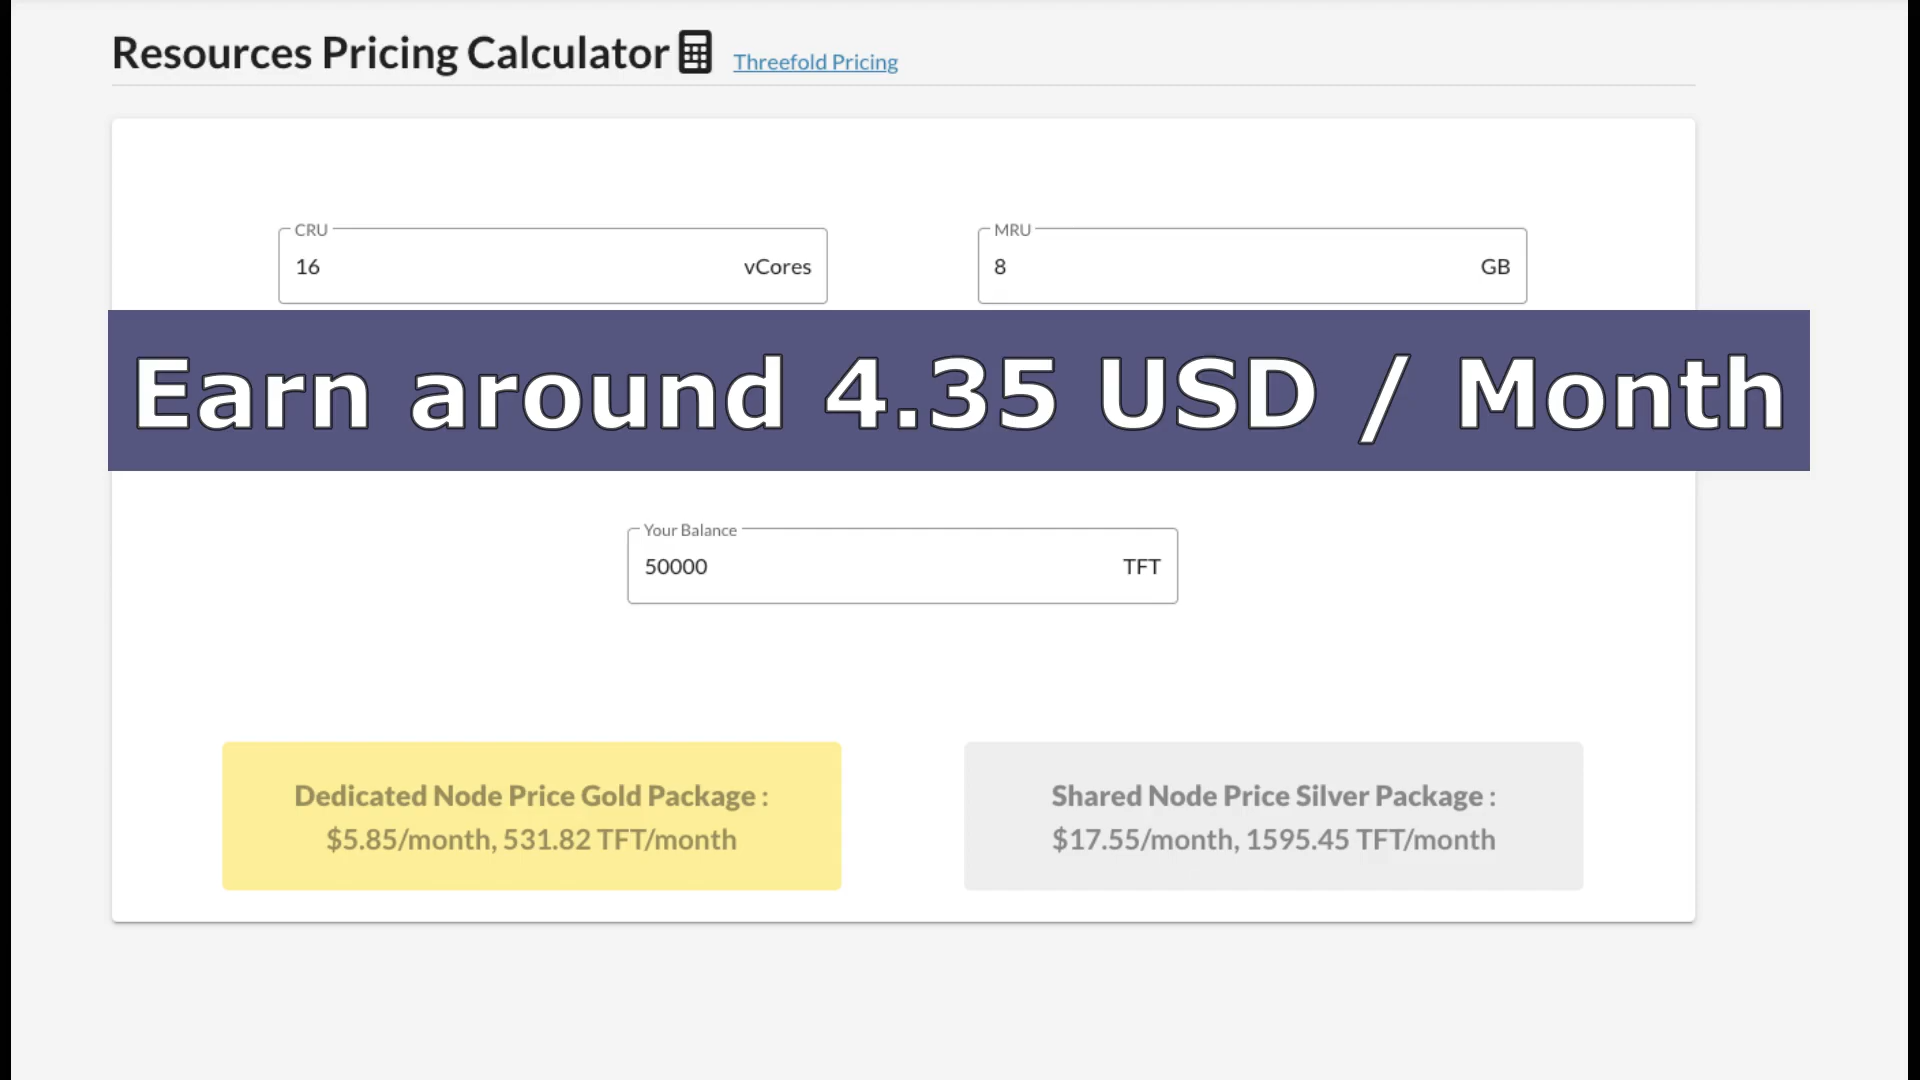 Resources Pricing Calculator Threefold Pricing
CRU
16 vCores
MRU
8 GB
Earn around 4.35 USD / Month
Your Balance
50000 TFT
Dedicated Node Price Gold Package :
$5.85/month, 531.82 TFT/month
Shared Node Price Silver Package :
$17.55/month, 1595.45 TFT/month